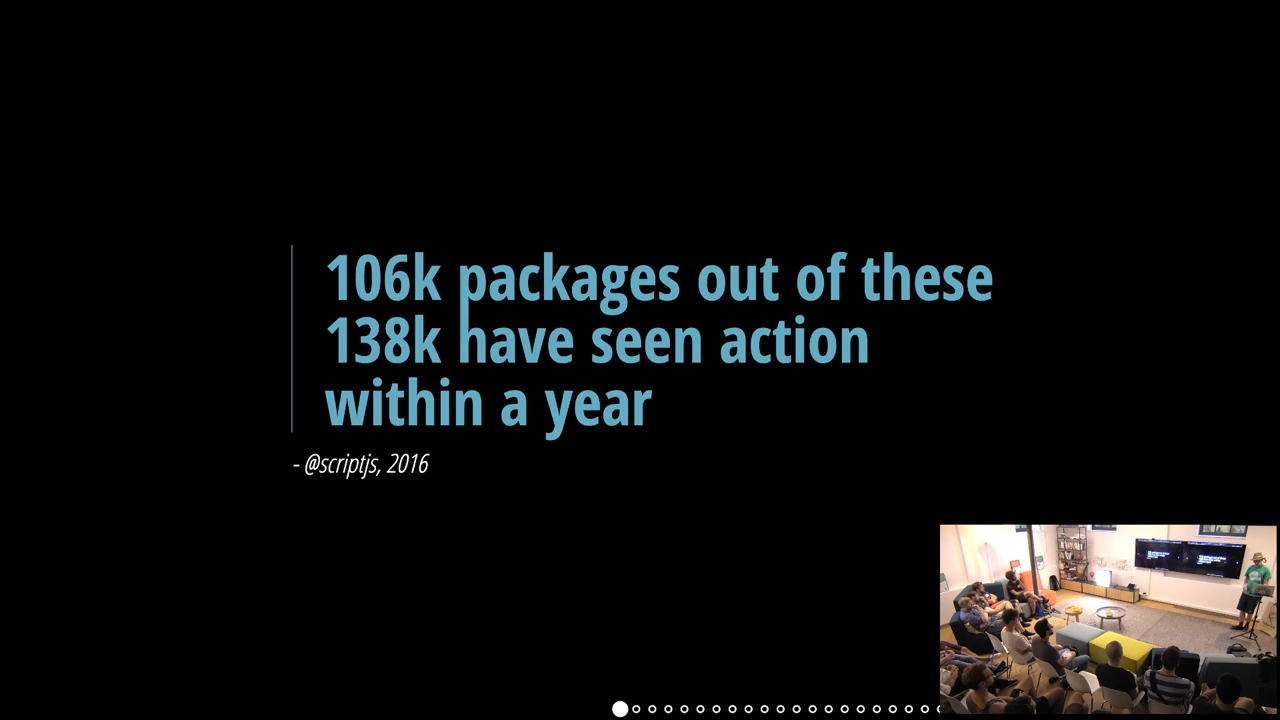 106k packages out of these
138k have seen action
within a year
- @scriptjs, 2016